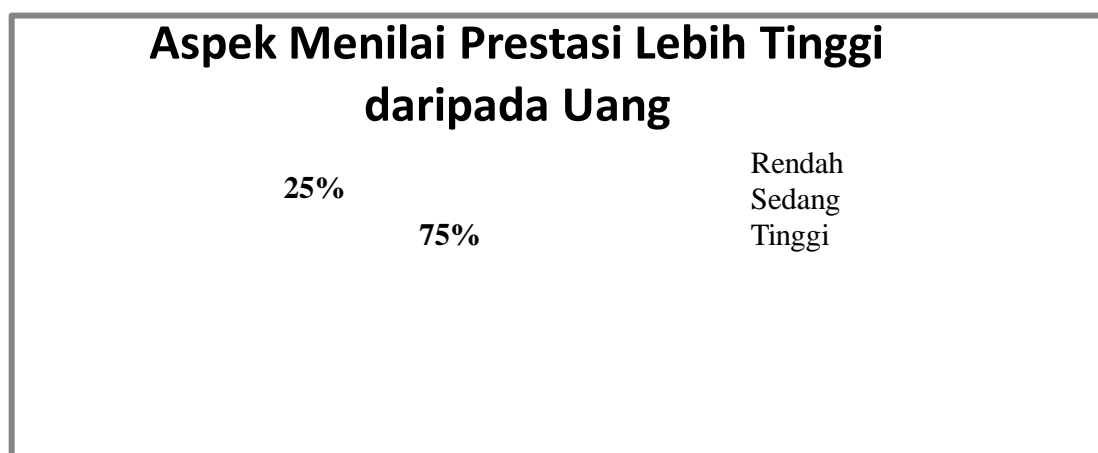 Aspek Menilai Prestasi Lebih Tinggi
daripada Uang
Rendah
25%
Sedang
75%
Tinggi